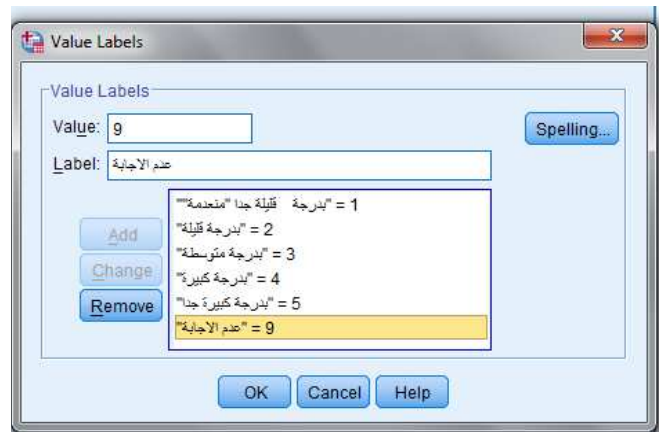 Value Labels
Value Labels
Value: 9
Spelling...
Label: عدم الاجابة
1 = "بدرجة قليلة جدا "منعدمة""
Add
2 = "بدرجة قليلة"
3 = "بدرجة متوسطة"
Change
4 = "بدرجة كبيرة"
Remove
5 = "بدرجة كبيرة جدا"
9 = "عدم الاجابة"
OK Cancel Help